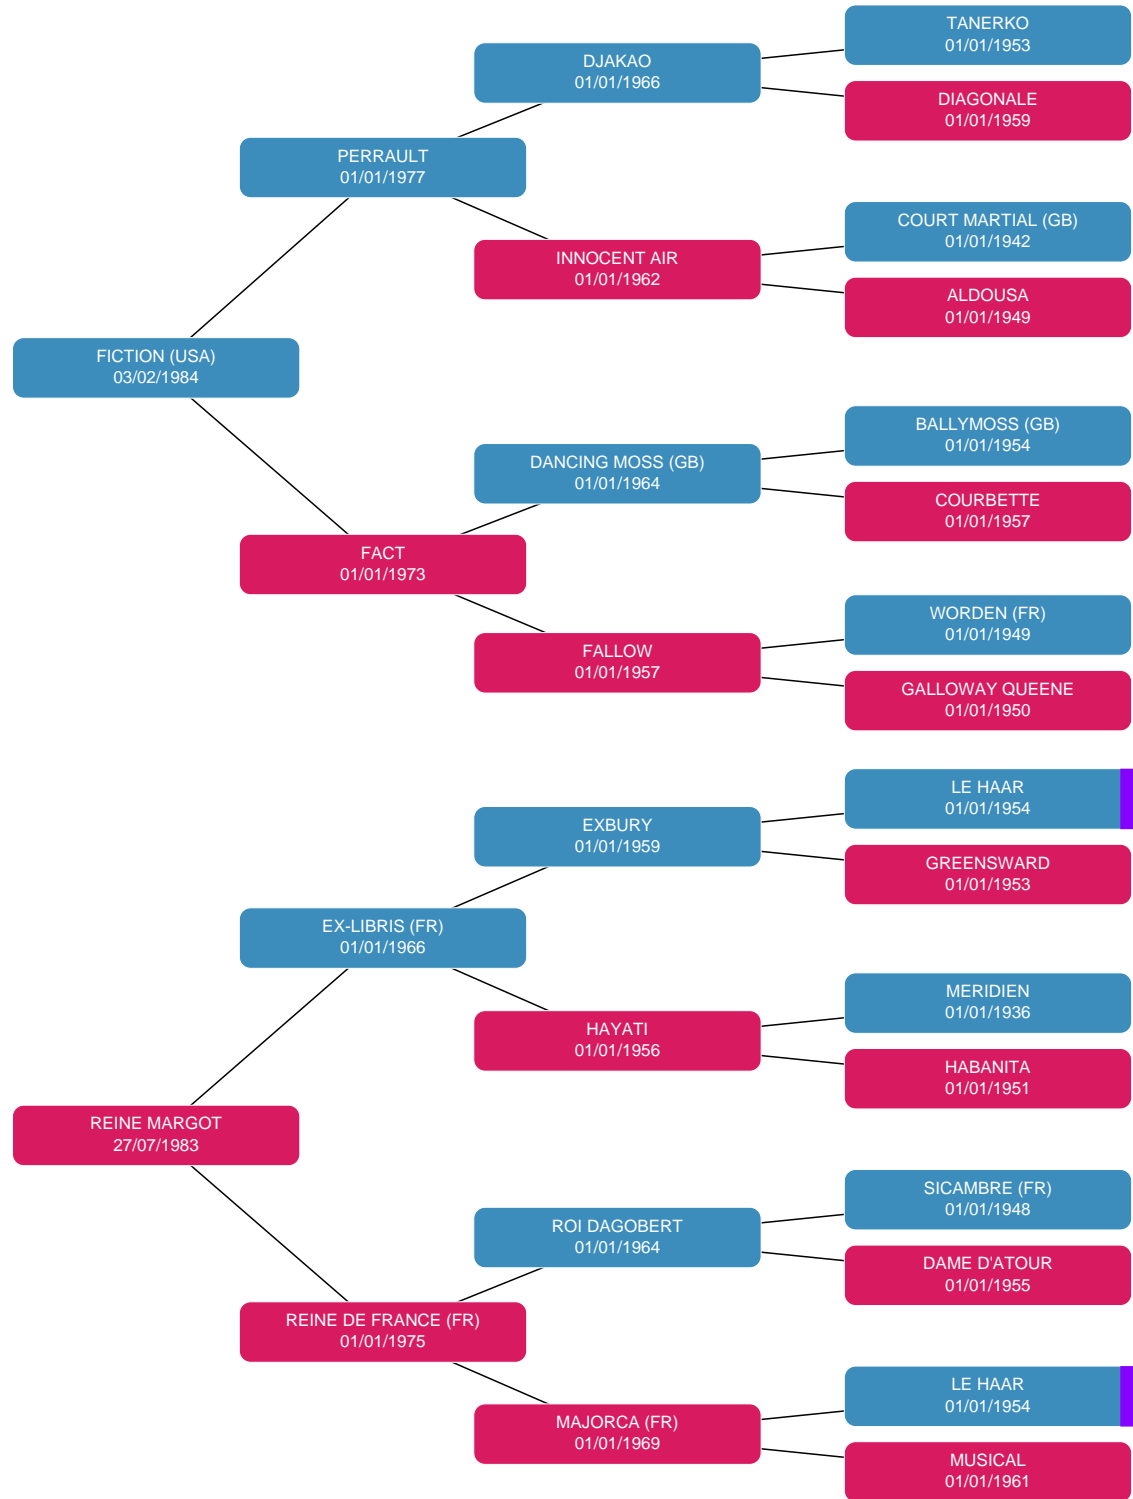 TANERKO
01/01/1953
DJAKAO
01/01/1966
DIAGONALE
01/01/1959
PERRAULT
01/01/1977
COURT MARTIAL (GB)
01/01/1942
INNOCENT AIR
01/01/1962
ALDOUSA
01/01/1949
FICTION (USA)
03/02/1984
BALLYMOSS (GB)
01/01/1954
DANCING MOSS (GB)
01/01/1964
COURBETTE
01/01/1957
FACT
01/01/1973
WORDEN (FR)
01/01/1949
FALLOW
01/01/1957
GALLOWAY QUEENE
01/01/1950
LE HAAR
01/01/1954
EXBURY
01/01/1959
GREENSWARD
01/01/1953
EX-LIBRIS (FR)
01/01/1966
MERIDIEN
01/01/1936
HAYATI
01/01/1956
HABANITA
01/01/1951
REINE MARGOT
27/07/1983
SICAMBRE (FR)
01/01/1948
ROI DAGOBERT
01/01/1964
DAME D'ATOUR
01/01/1955
REINE DE FRANCE (FR)
01/01/1975
LE HAAR
01/01/1954
MAJORCA (FR)
01/01/1969
MUSICAL
01/01/1961